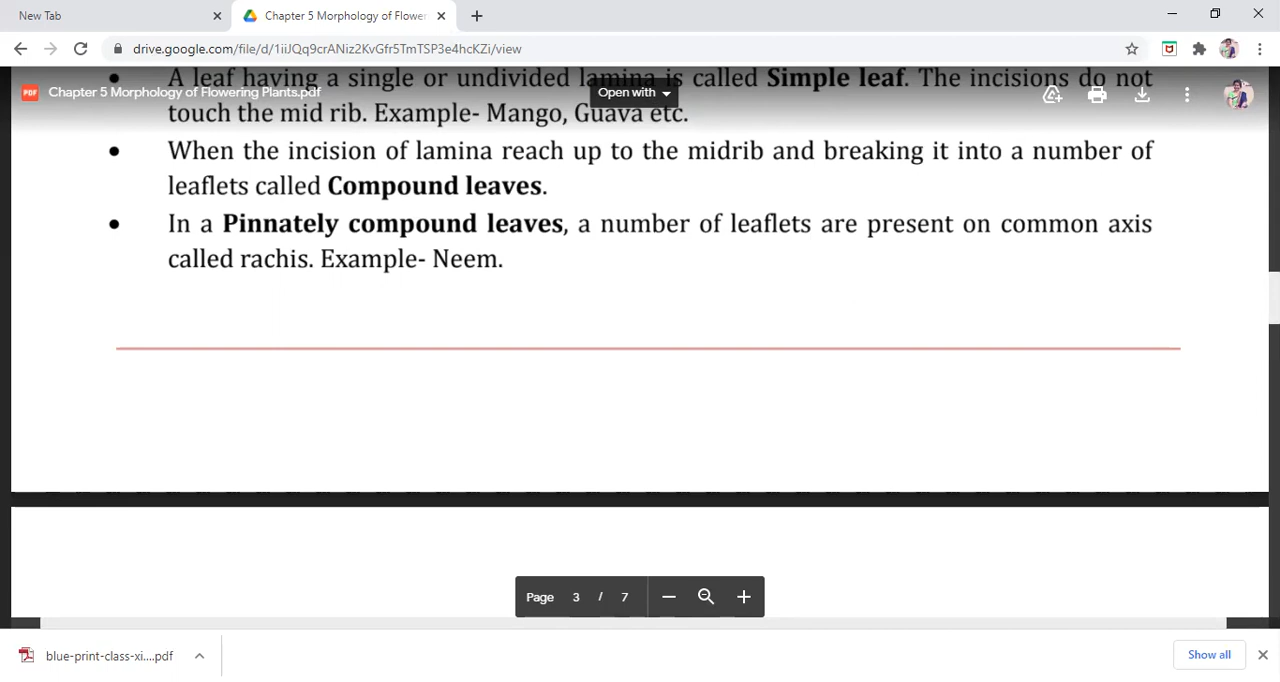 New Tab
Chapter 5 Morphology of Flower
drive.google.com/file/d/1iiJQq9crANiz2KvGfr5TmTSP3e4hcKZi/view
A leaf having a single or undivided lamina is called Simple leaf. The incisions do not
PDF Chapter 5 Morphology of Flowering Plants.pdf
Open with
touch the mid rib. Example- Mango, Guava etc.
• When the incision of lamina reach up to the midrib and breaking it into a number of
leaflets called Compound leaves.
• In a Pinnately compound leaves, a number of leaflets are present on common axis
called rachis. Example- Neem.
Page 3 / 7
blue-print-class-xi....pdf
Show all